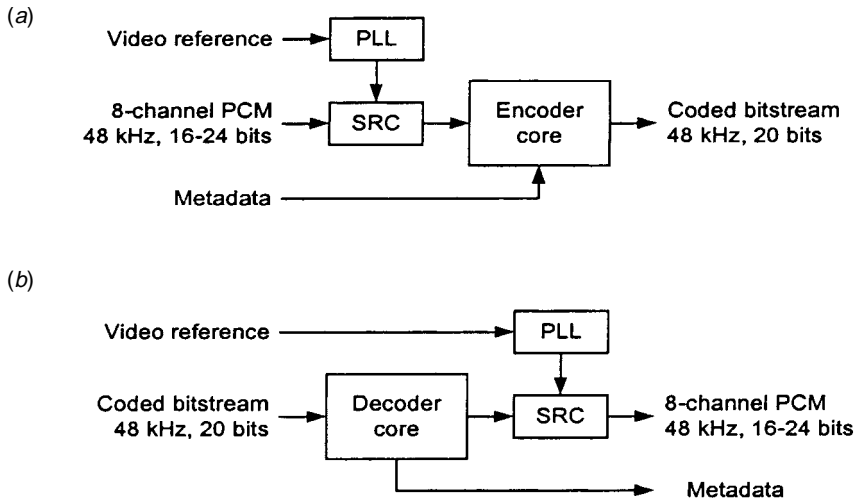 (a)
Video reference
PLL
8-channel PCM
48 kHz, 16-24 bits
SRC
Encoder
core
Coded bitstream
48 kHz, 20 bits
Metadata
(b)
Video reference
PLL
Coded bitstream
48 kHz, 20 bits
Decoder
core
SRC
8-channel PCM
48 kHz, 16-24 bits
Metadata